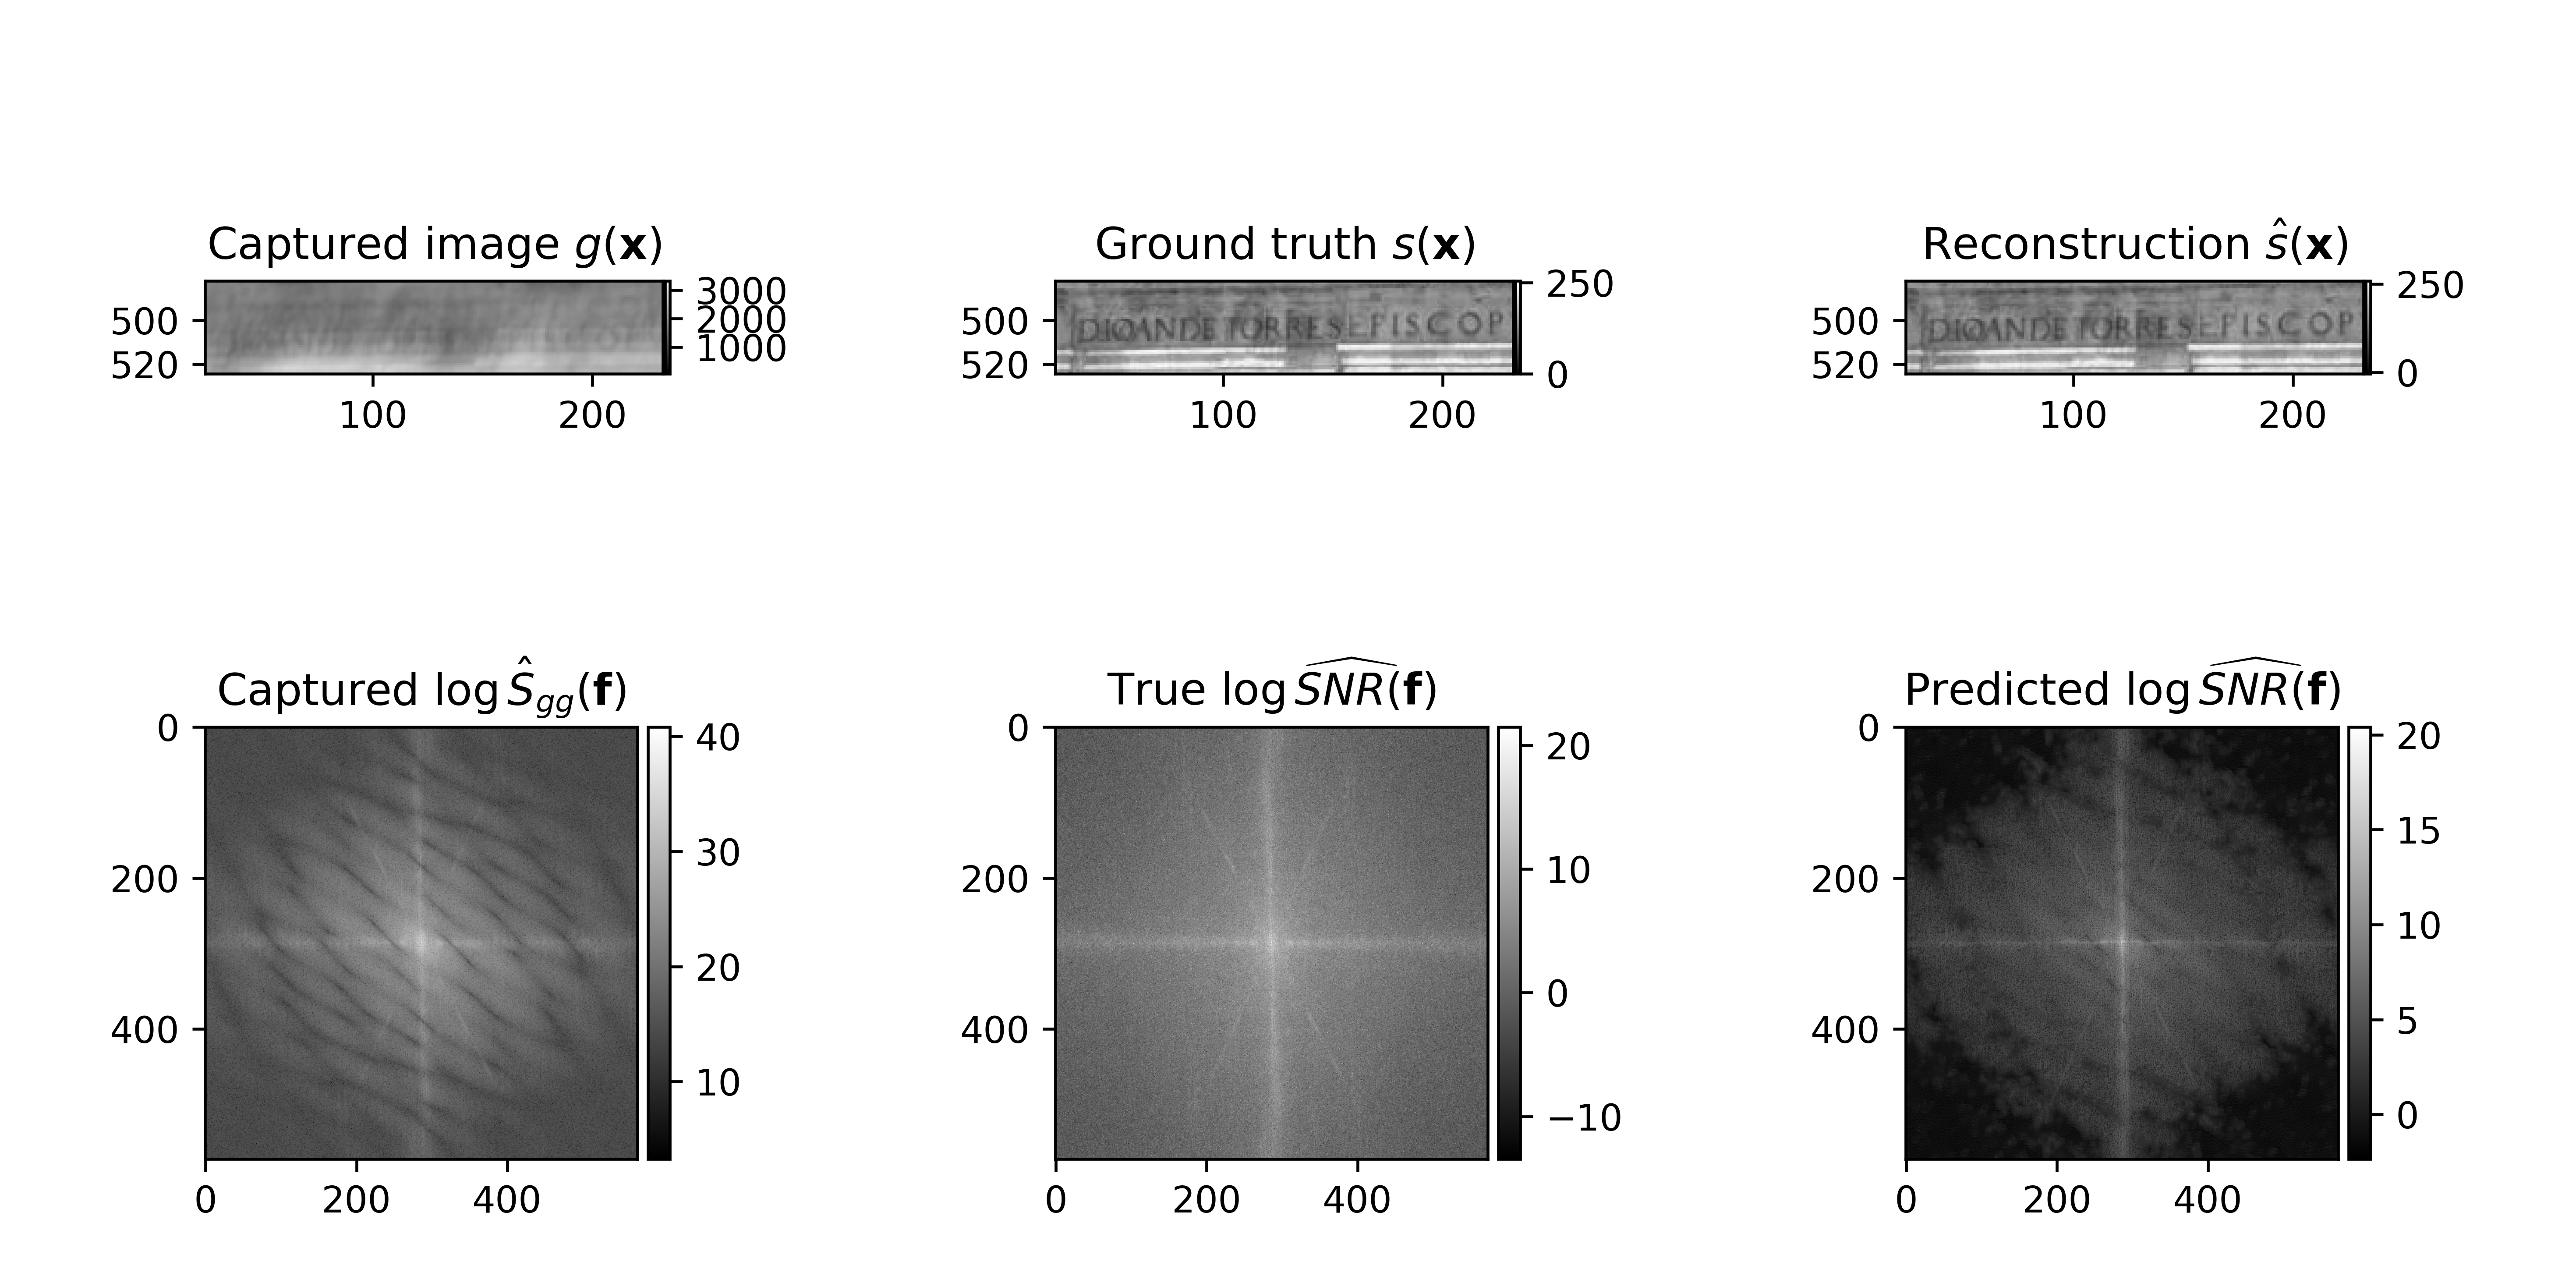 Captured image g(x) Ground truth s(x) Reconstruction ŝ(x)
3000 250 250
500 2000 500 DIOANDE TORRES EPISCOP 500 DIOANDE TORRES EPISCOP
520 1000 520 0 520 0
100 200 100 200 100 200
Captured log Ŝgg(f) True log \widehat{SNR}(f) Predicted log \widehat{SNR}(f)
0 40 0 20 0 20
30 10 15
200 200 200
20 0 10
400 400 400 5
10 −10 0
0 200 400 0 200 400 0 200 400